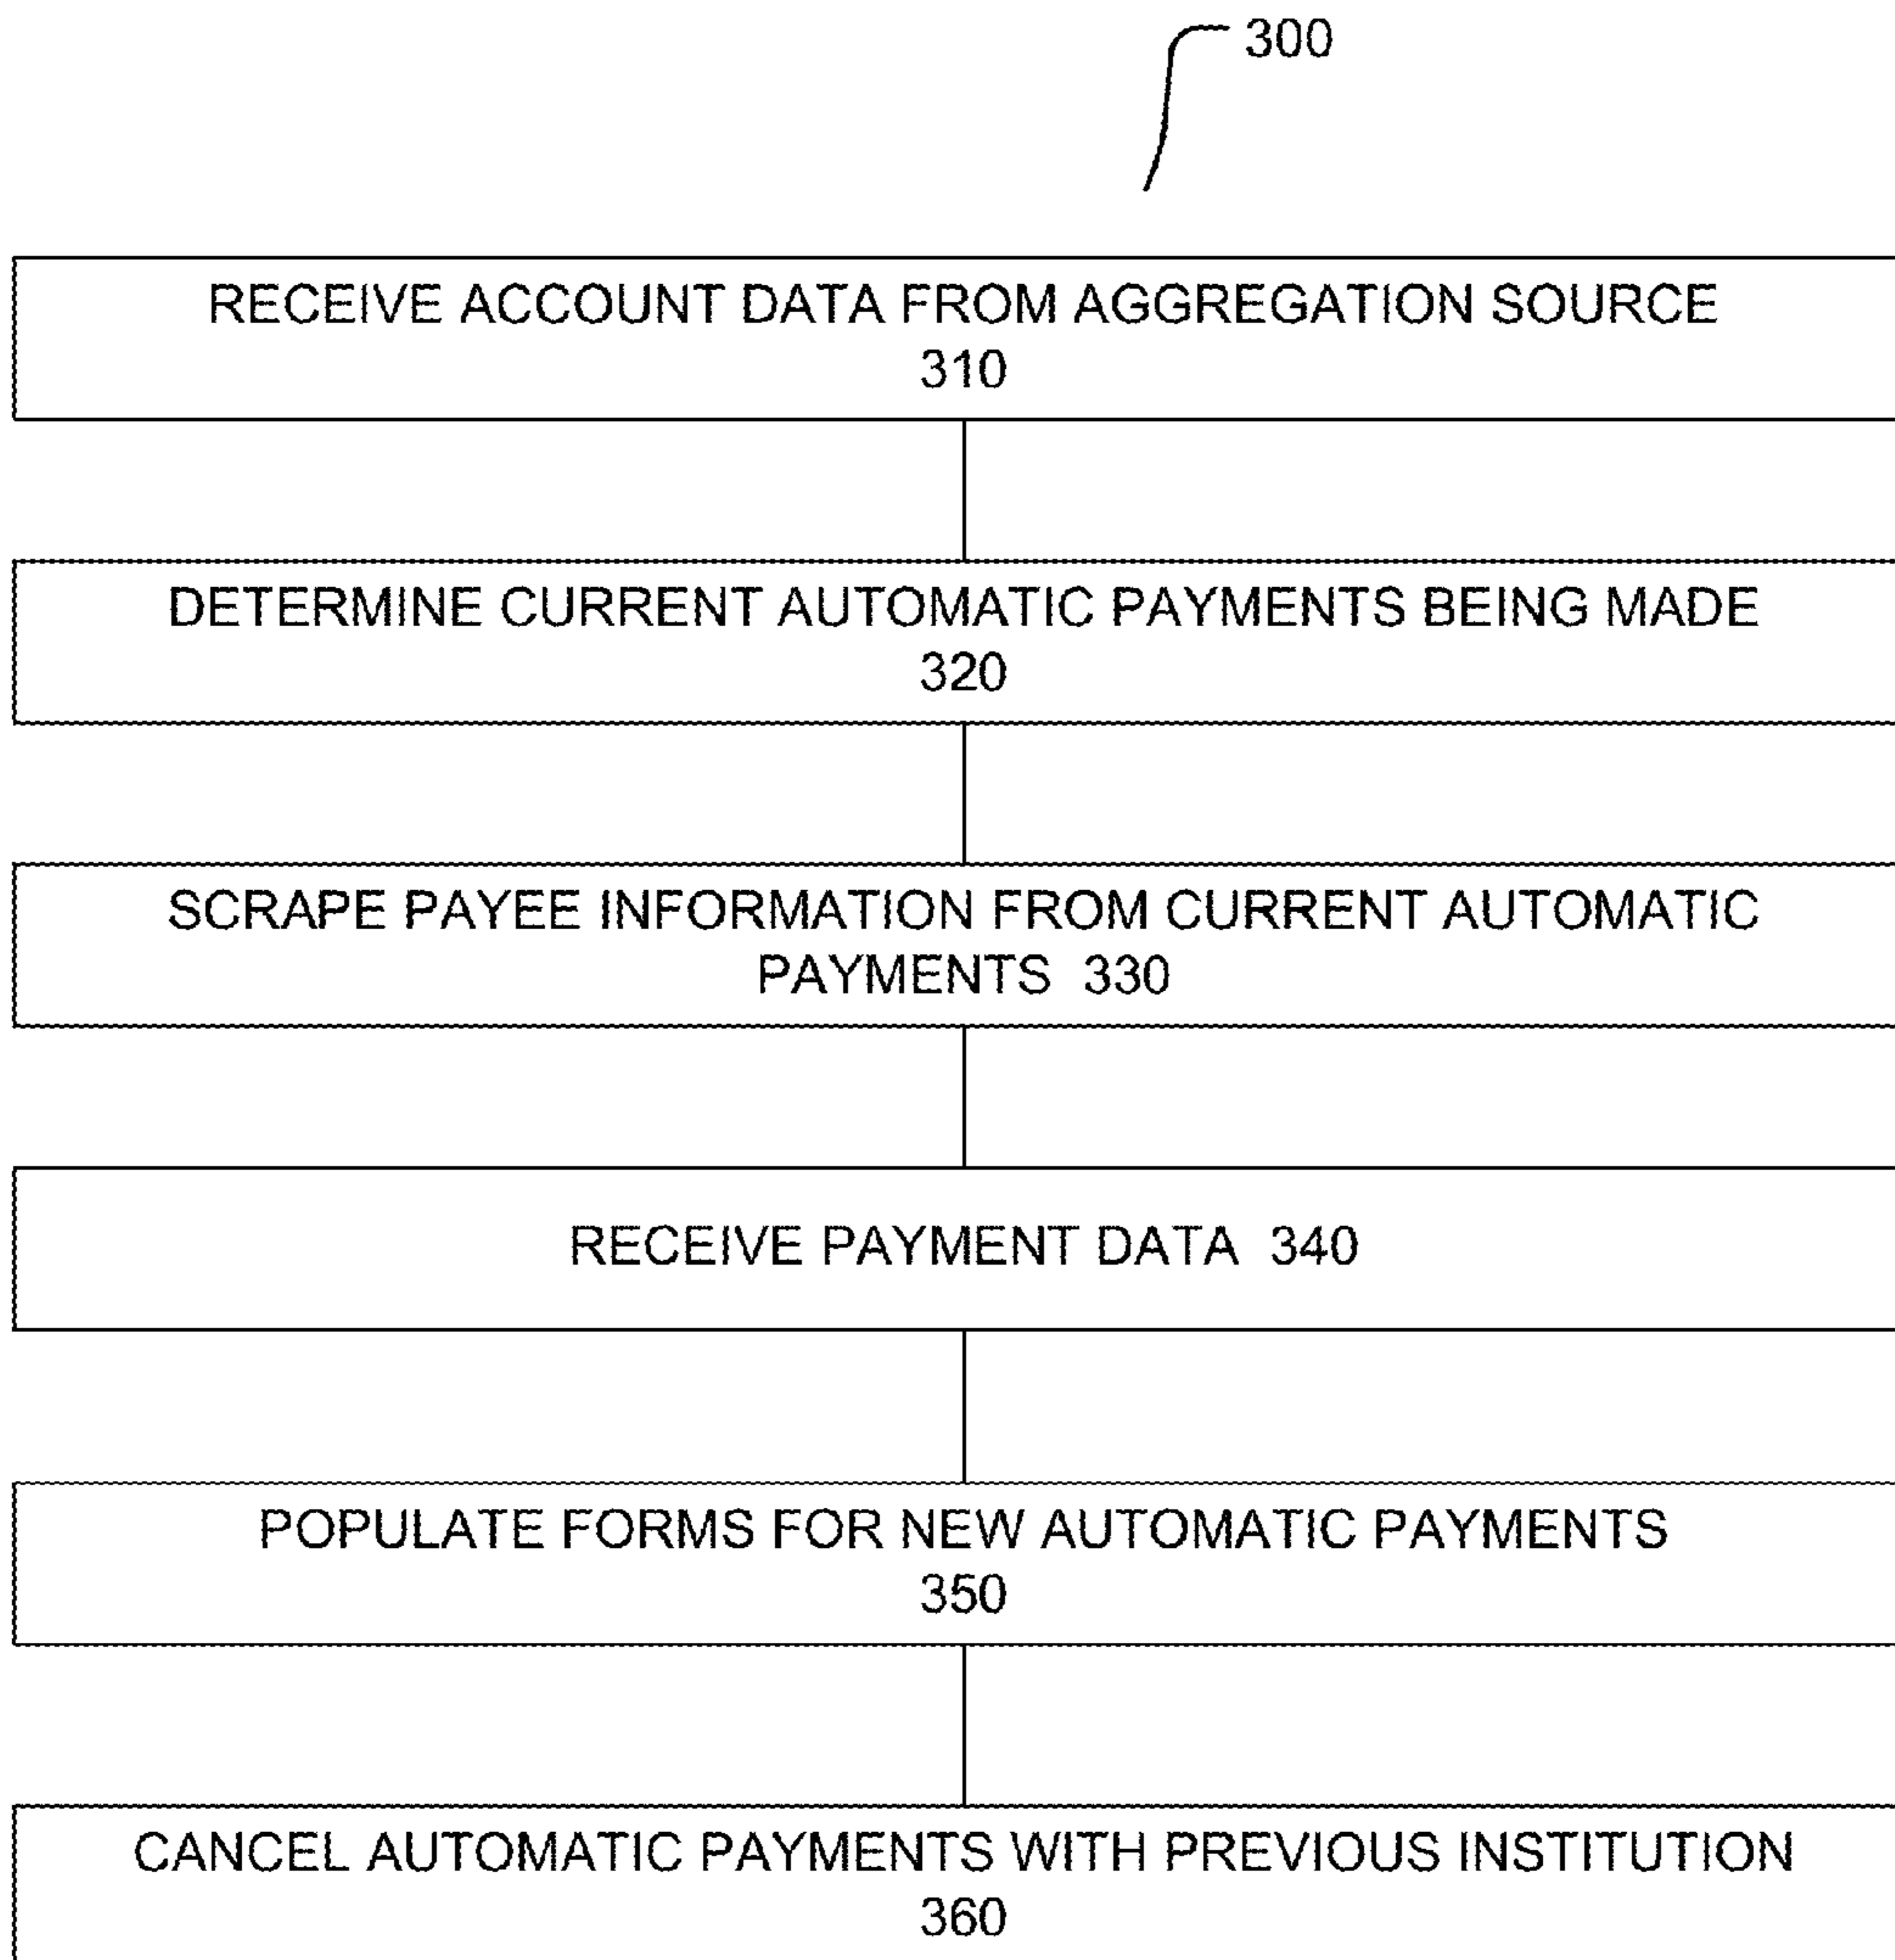 300
RECEIVE ACCOUNT DATA FROM AGGREGATION SOURCE
310
DETERMINE CURRENT AUTOMATIC PAYMENTS BEING MADE
320
SCRAPE PAYEE INFORMATION FROM CURRENT AUTOMATIC
PAYMENTS 330
RECEIVE PAYMENT DATA 340
POPULATE FORMS FOR NEW AUTOMATIC PAYMENTS
350
CANCEL AUTOMATIC PAYMENTS WITH PREVIOUS INSTITUTION
360